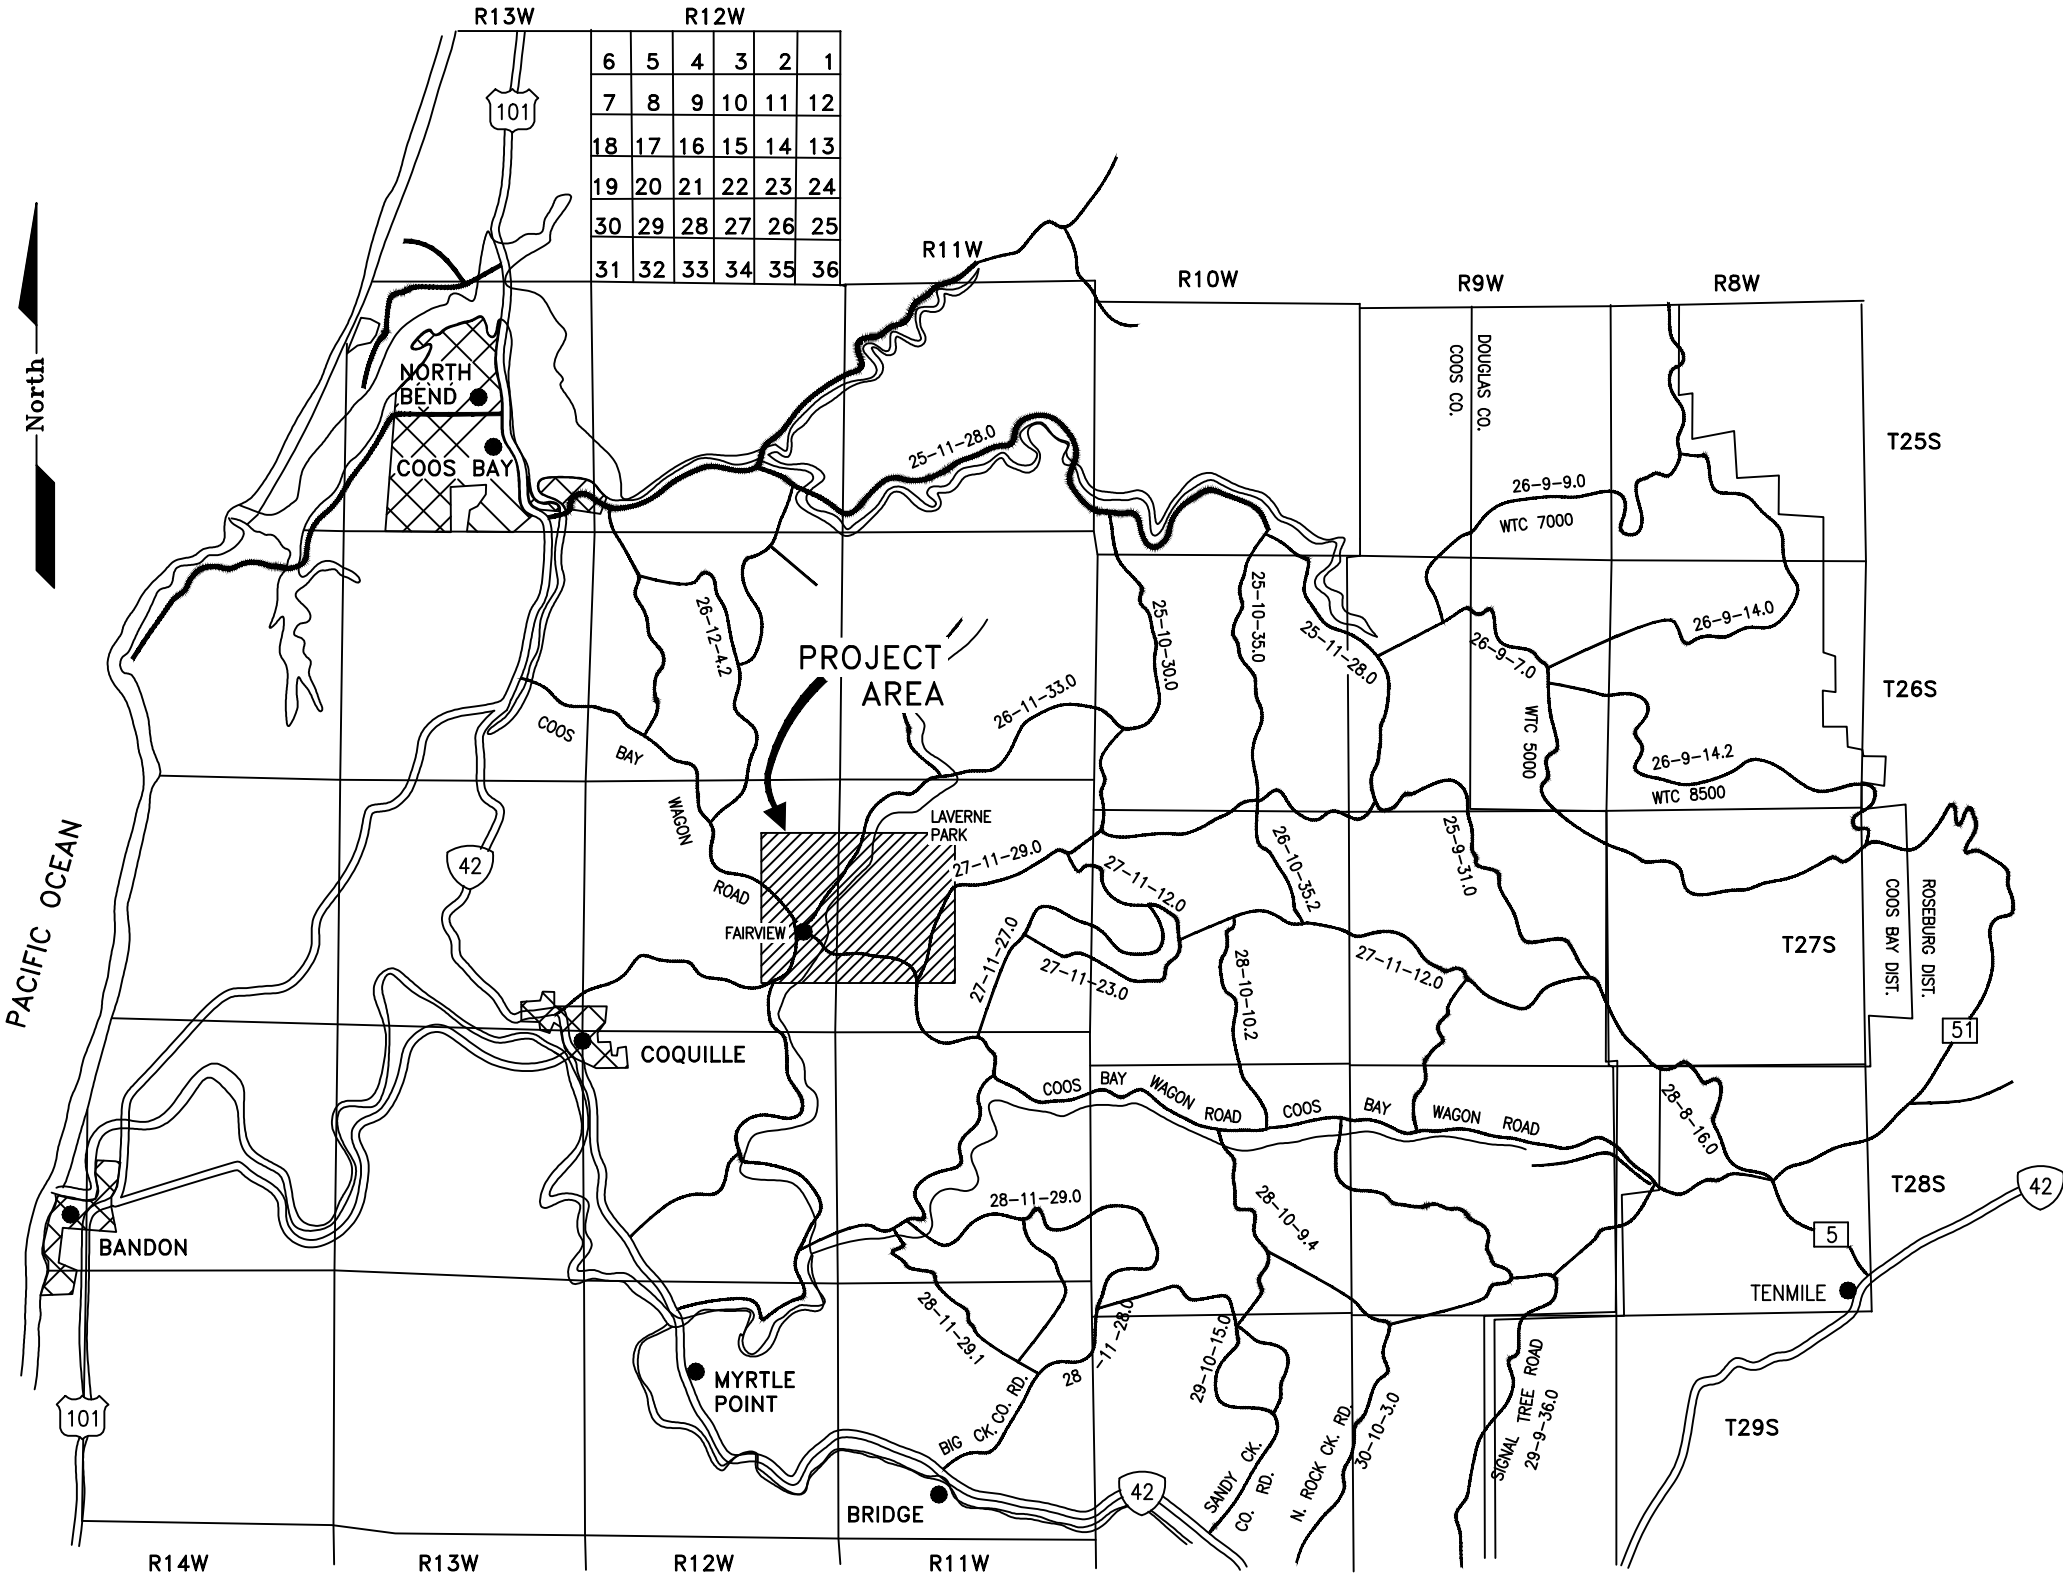 R13W
R12W
6 5 4 3 2 1
7 8 9 10 11 12
18 17 16 15 14 13
19 20 21 22 23 24
30 29 28 27 26 25
31 32 33 34 35 36
101
R11W
R10W
R9W
R8W
North
NORTH
BEND
COOS BAY
25-11-28.0
DOUGLAS CO.
COOS CO.
T25S
26-9-9.0
WTC 7000
26-12-4.2
PROJECT
AREA
25-10-30.0
25-10-35.0
25-11-28.0
26-9-7.0
26-9-14.0
T26S
26-11-33.0
WTC 5000
26-9-14.2
WTC 8500
COOS
BAY
WAGON
ROAD
42
LAVERNE
PARK
FAIRVIEW
27-11-29.0
27-11-12.0
26-10-35.2
25-9-31.0
PACIFIC OCEAN
27-11-27.0
27-11-23.0
28-10-10.2
27-11-12.0
T27S
COOS BAY DIST.
ROSEBURG DIST.
51
COQUILLE
COOS BAY WAGON ROAD
COOS BAY WAGON ROAD
28-8-16.0
T28S
42
28-11-29.0
28-10-9.4
5
BANDON
TENMILE
28-11-29.1
28-11-28.0
29-10-15.0
MYRTLE
POINT
101
BIG CK. CO. RD.
SANDY CK.
CO. RD.
N. ROCK CK. RD.
30-10-3.0
SIGNAL TREE ROAD
29-9-36.0
T29S
BRIDGE
42
R14W
R13W
R12W
R11W